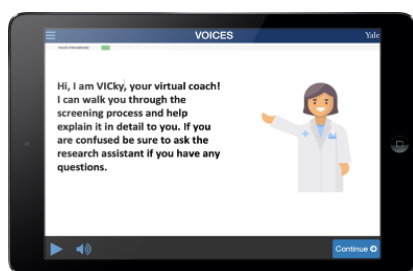 VOICES
Yale
YOUR PROGRESS:
Hi, I am VICky, your virtual coach!
I can walk you through the
screening process and help
explain it in detail to you. If you
are confused be sure to ask the
research assistant if you have any
questions.
Continue